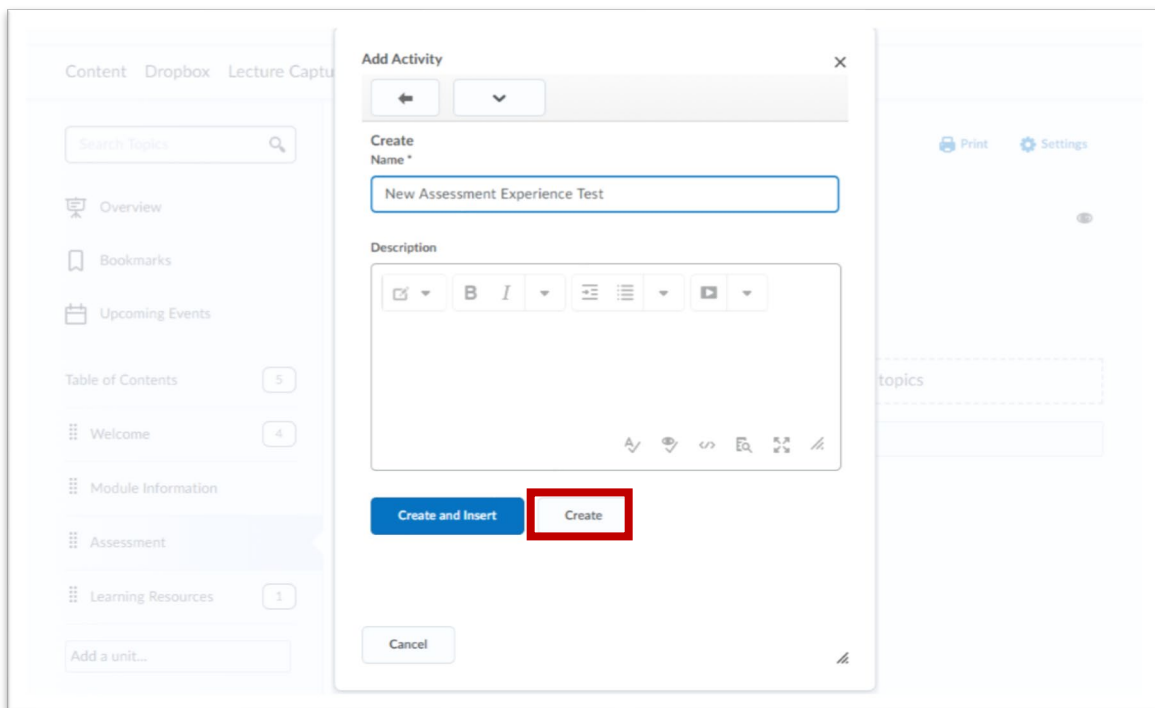 Add Activity
Content Dropbox Lecture Captu
Search Topics
Print Settings
Create
Name *
New Assessment Experience Test
Overview
Description
Bookmarks
B I
Upcoming Events
Table of Contents 5
topics
Welcome 4
Module Information
Create and Insert Create
Assessment
Learning Resources 1
Cancel
Add a unit...